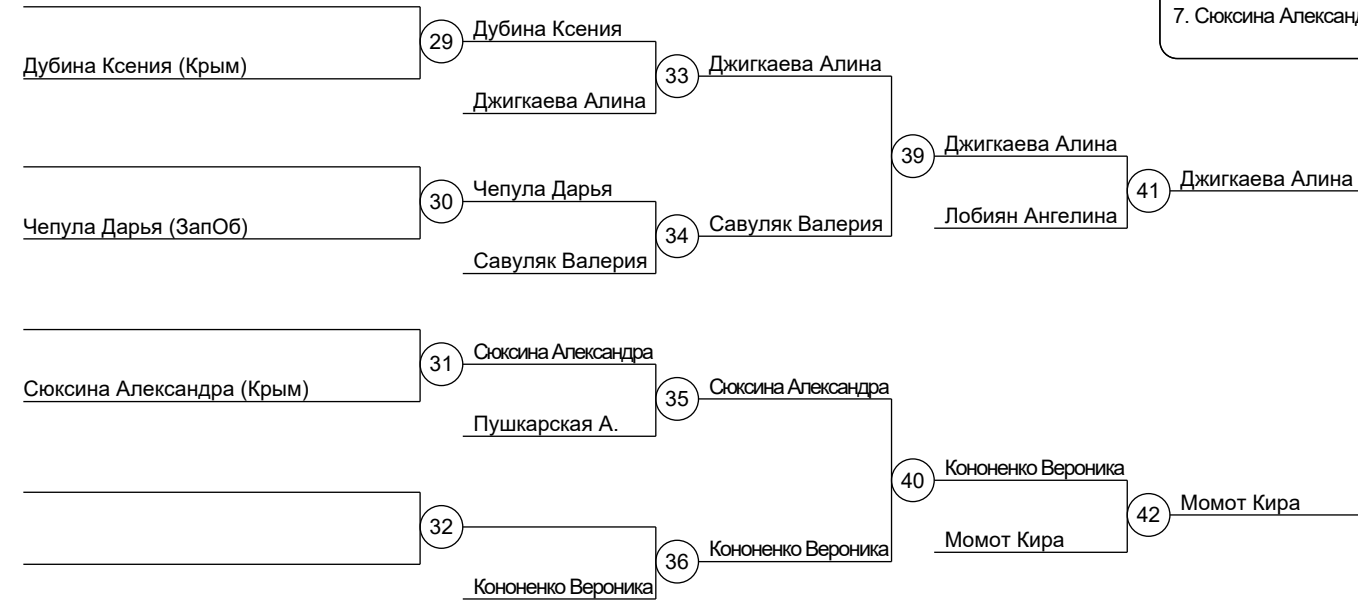 7. Сюксина Александ
29 Дубина Ксения
Дубина Ксения (Крым)
33 Джигкаева Алина
Джигкаева Алина
39 Джигкаева Алина
41 Джигкаева Алина
30 Чепула Дарья
Чепула Дарья (ЗапОб)
34 Савуляк Валерия
Лобиян Ангелина
Савуляк Валерия
31 Сюксина Александра
Сюксина Александра (Крым)
35 Сюксина Александра
Пушкарская А.
40 Кононенко Вероника
42 Момот Кира
32
Момот Кира
36 Кононенко Вероника
Кононенко Вероника